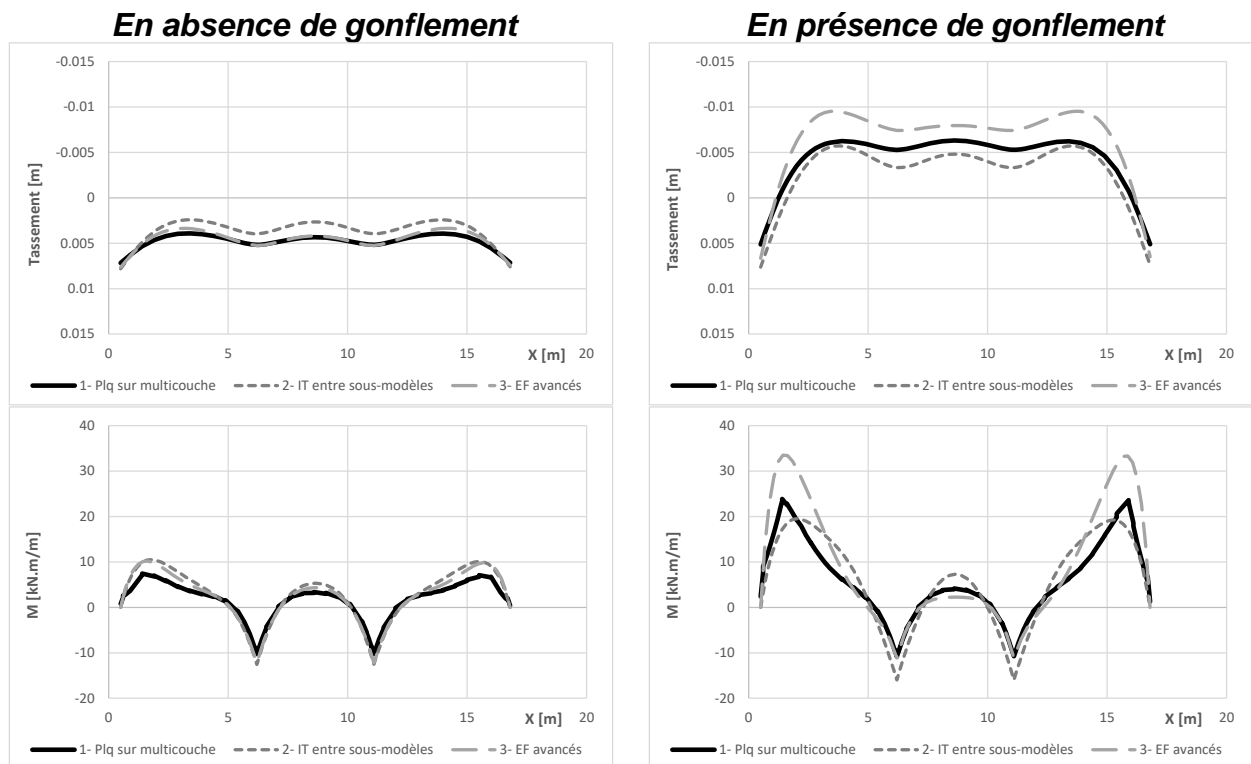 En absence de gonflement
En présence de gonflement
-0.015
-0.01
-0.005
0
0.005
0.01
0.015
Tassement [m]
0 5 10 15 20
X [m]
1- Plq sur multicouche 2- IT entre sous-modèles 3- EF avancés
-0.015
-0.01
-0.005
0
0.005
0.01
0.015
Tassement [m]
0 5 10 15 20
X [m]
1- Plq sur multicouche 2- IT entre sous-modèles 3- EF avancés
40
30
20
10
0
-10
-20
M [kN.m/m]
0 5 10 15 20
X [m]
1- Plq sur multicouche 2- IT entre sous-modèles 3- EF avancés
40
30
20
10
0
-10
-20
M [kN.m/m]
0 5 10 15 20
X [m]
1- Plq sur multicouche 2- IT entre sous-modèles 3- EF avancés